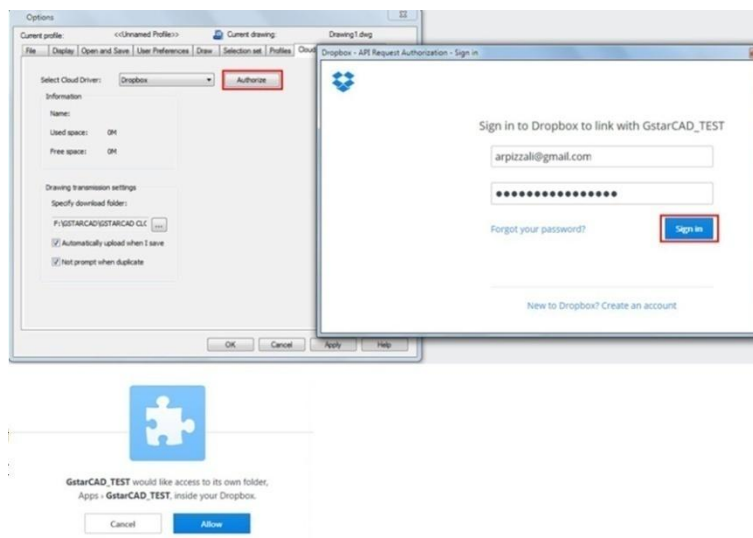 Options
Current profile: <<Unnamed Profile>> Current drawing: Drawing1.dwg
File Display Open and Save User Preferences Draw Selection set Profiles Cloud
Select Cloud Driver: Dropbox Authorize
Information
Name:
Used space: 0M
Free space: 0M
Drawing transmission settings
Specify download folder:
F:\GSTARCAD\GSTARCAD CLC ...
Automatically upload when I save
Not prompt when duplicate
OK Cancel Apply Help
Dropbox - API Request Authorization - Sign in
Sign in to Dropbox to link with GstarCAD_TEST
arpizzali@gmail.com
Forgot your password? Sign in
New to Dropbox? Create an account
GstarCAD_TEST would like access to its own folder,
Apps › GstarCAD_TEST, inside your Dropbox.
Cancel Allow